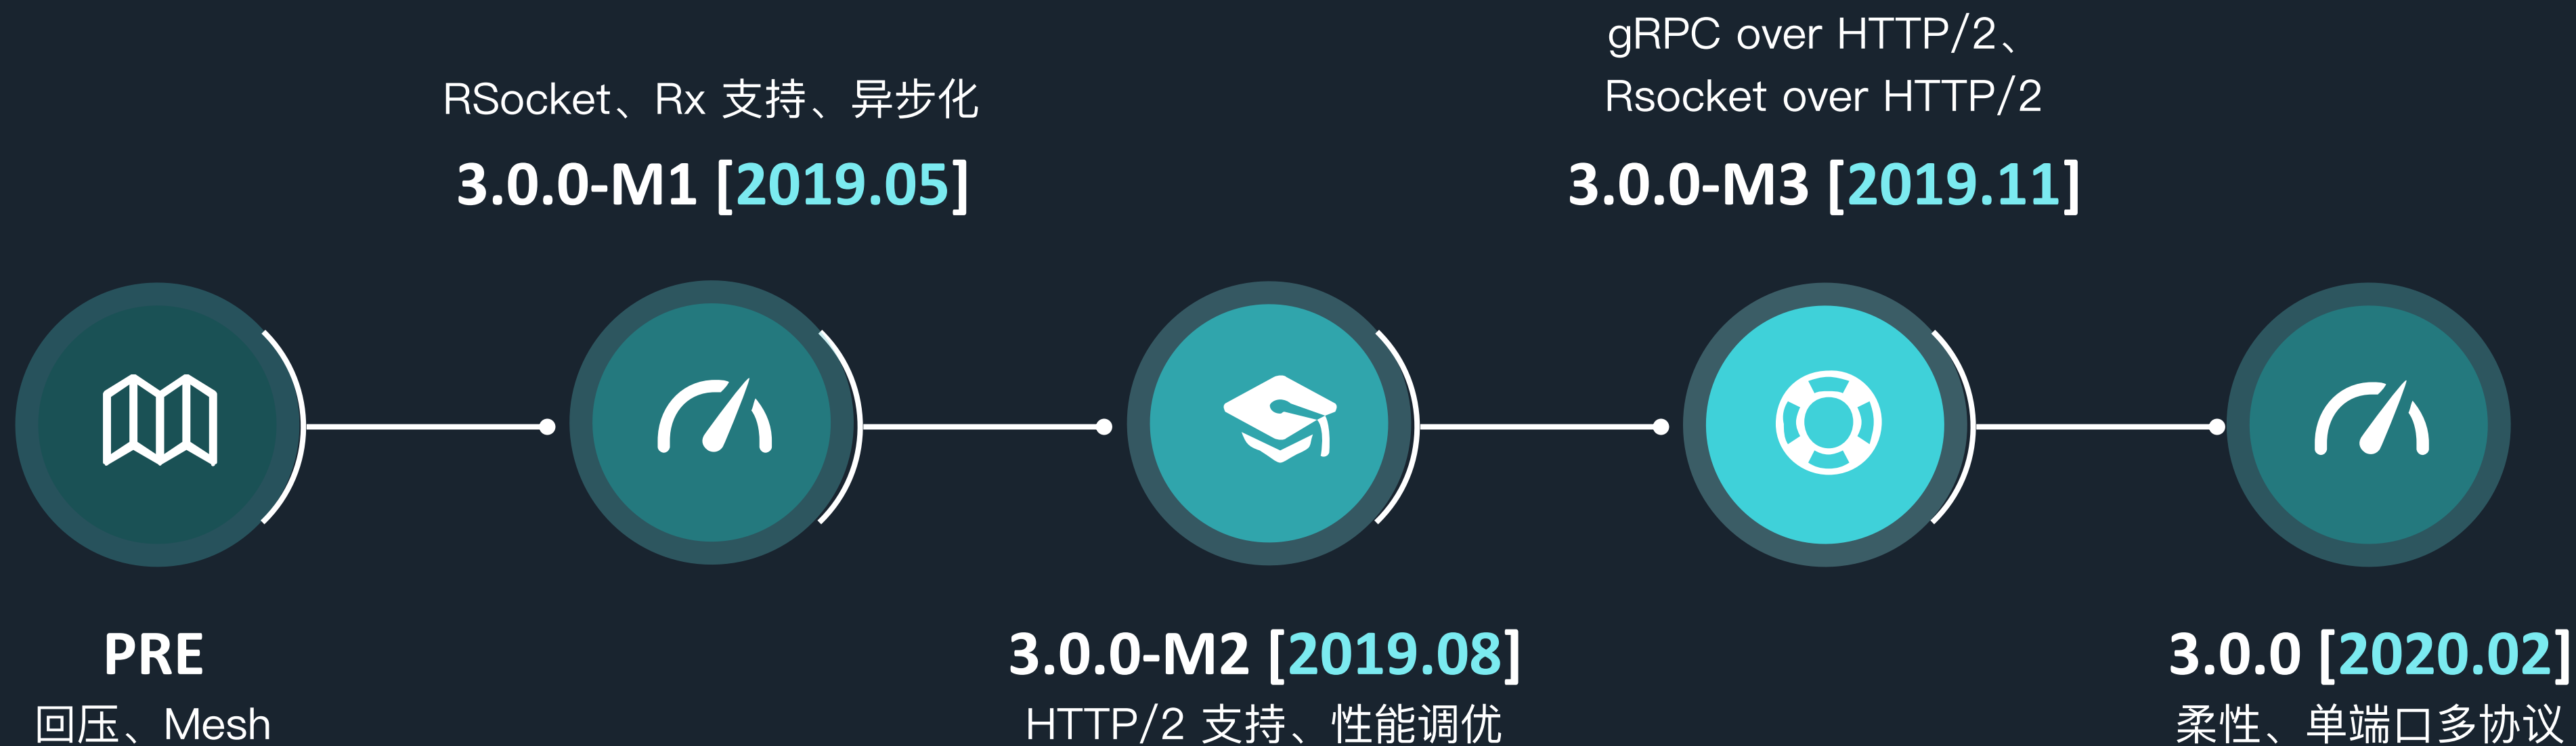 PRE
回压、Mesh
RSocket、Rx 支持、异步化
3.0.0-M1 [2019.05]
3.0.0-M2 [2019.08]
HTTP/2 支持、性能调优
gRPC over HTTP/2、
Rsocket over HTTP/2
3.0.0-M3 [2019.11]
3.0.0 [2020.02]
柔性、单端口多协议